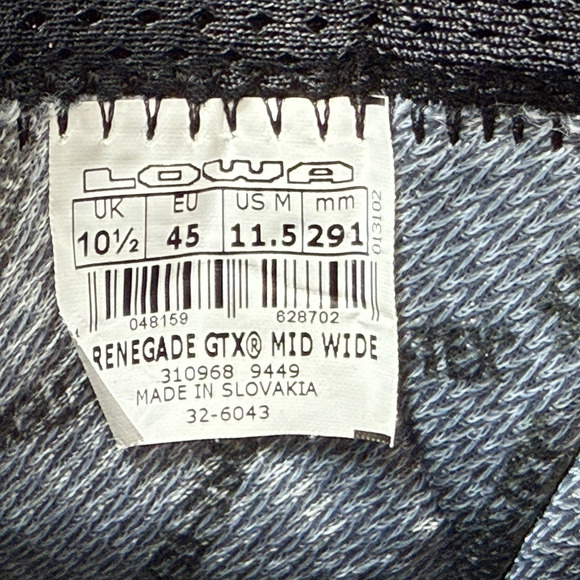 LOWA
UK EU US M mm
10½ 45 11.5 291
013102
048159 628702
RENEGADE GTX® MID WIDE
310968 9449
MADE IN SLOVAKIA
32-6043